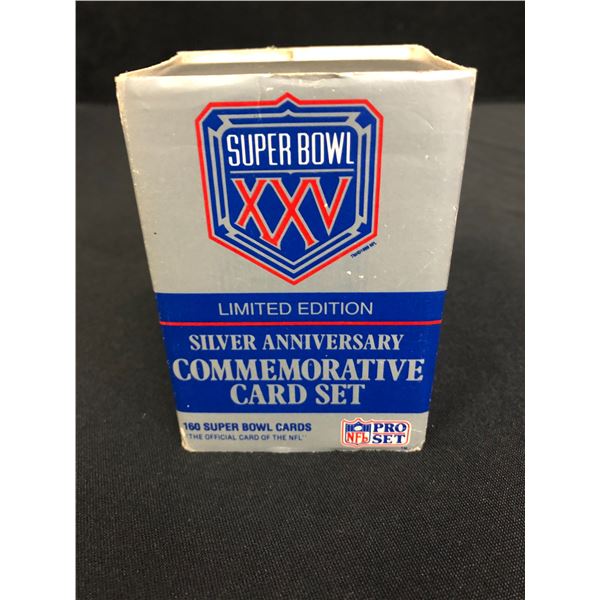 SUPER BOWL
XXV
LIMITED EDITION
SILVER ANNIVERSARY
COMMEMORATIVE
CARD SET
160 SUPER BOWL CARDS
"THE OFFICIAL CARD OF THE NFL"
NFL PRO SET